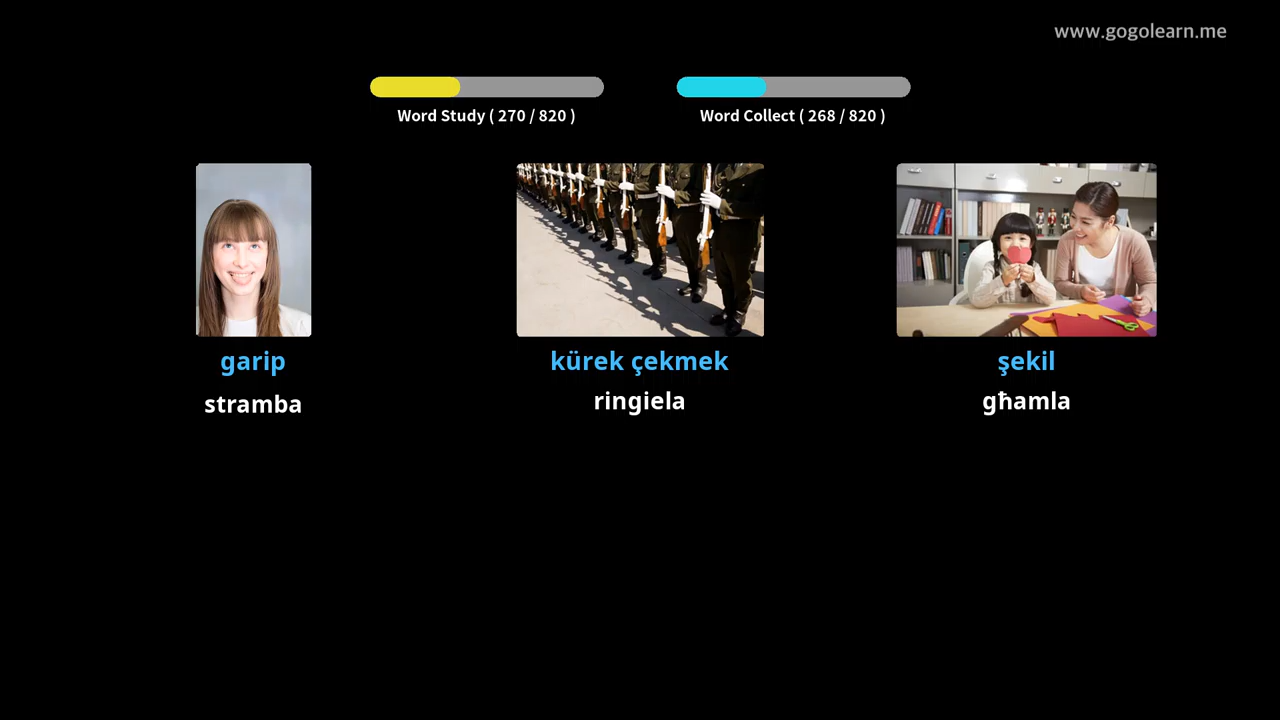 www.gogolearn.me
Word Study ( 270 / 820 )
Word Collect ( 268 / 820 )
garip
kürek çekmek
şekil
stramba
ringiela
għamla